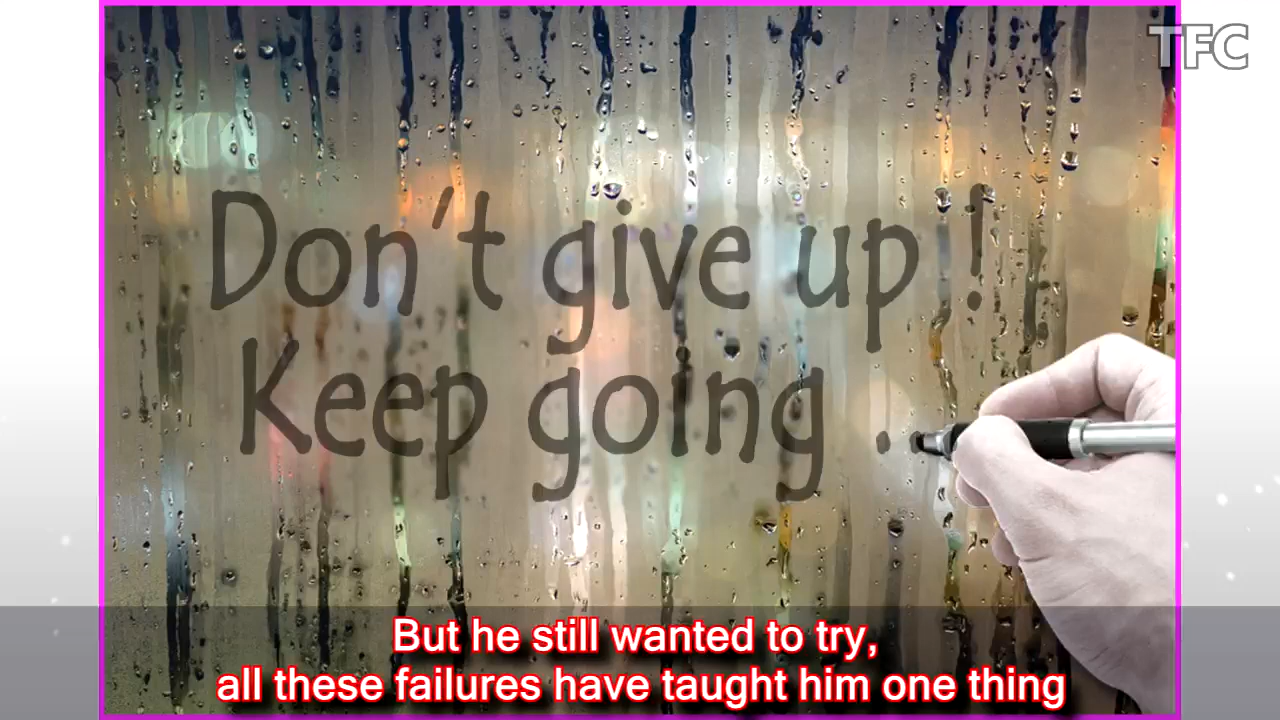 TFC
Don't give up !
Keep going ...
But he still wanted to try,
all these failures have taught him one thing